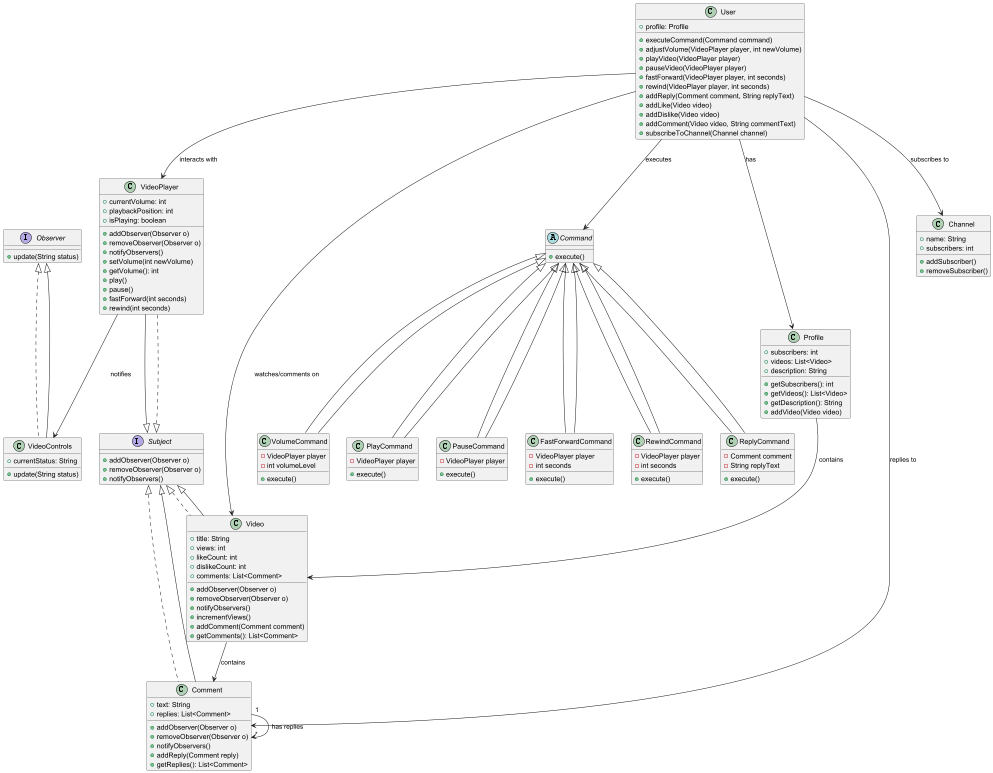 C User
profile: Profile
executeCommand(Command command)
adjustVolume(VideoPlayer player, int newVolume)
playVideo(VideoPlayer player)
pauseVideo(VideoPlayer player)
fastForward(VideoPlayer player, int seconds)
rewind(VideoPlayer player, int seconds)
addReply(Comment comment, String replyText)
addLike(Video video)
addDislike(Video video)
addComment(Video video, String commentText)
subscribeToChannel(Channel channel)
interacts with
executes
has
subscribes to
C VideoPlayer
currentVolume: int
playbackPosition: int
isPlaying: boolean
addObserver(Observer o)
removeObserver(Observer o)
notifyObservers()
setVolume(int newVolume)
getVolume(): int
play()
pause()
fastForward(int seconds)
rewind(int seconds)
I Observer
update(String status)
A Command
execute()
C Channel
name: String
subscribers: int
addSubscriber()
removeSubscriber()
C Profile
subscribers: int
videos: List<Video>
description: String
getSubscribers(): int
getVideos(): List<Video>
getDescription(): String
addVideo(Video video)
notifies
watches/comments on
C VideoControls
currentStatus: String
update(String status)
I Subject
addObserver(Observer o)
removeObserver(Observer o)
notifyObservers()
C VolumeCommand
VideoPlayer player
int volumeLevel
execute()
C PlayCommand
VideoPlayer player
execute()
C PauseCommand
VideoPlayer player
execute()
C FastForwardCommand
VideoPlayer player
int seconds
execute()
C RewindCommand
VideoPlayer player
int seconds
execute()
C ReplyCommand
Comment comment
String replyText
execute()
contains
replies to
C Video
title: String
views: int
likeCount: int
dislikeCount: int
comments: List<Comment>
addObserver(Observer o)
removeObserver(Observer o)
notifyObservers()
incrementViews()
addComment(Comment comment)
getComments(): List<Comment>
contains
C Comment
text: String
replies: List<Comment>
addObserver(Observer o)
removeObserver(Observer o)
notifyObservers()
addReply(Comment reply)
getReplies(): List<Comment>
1
has replies